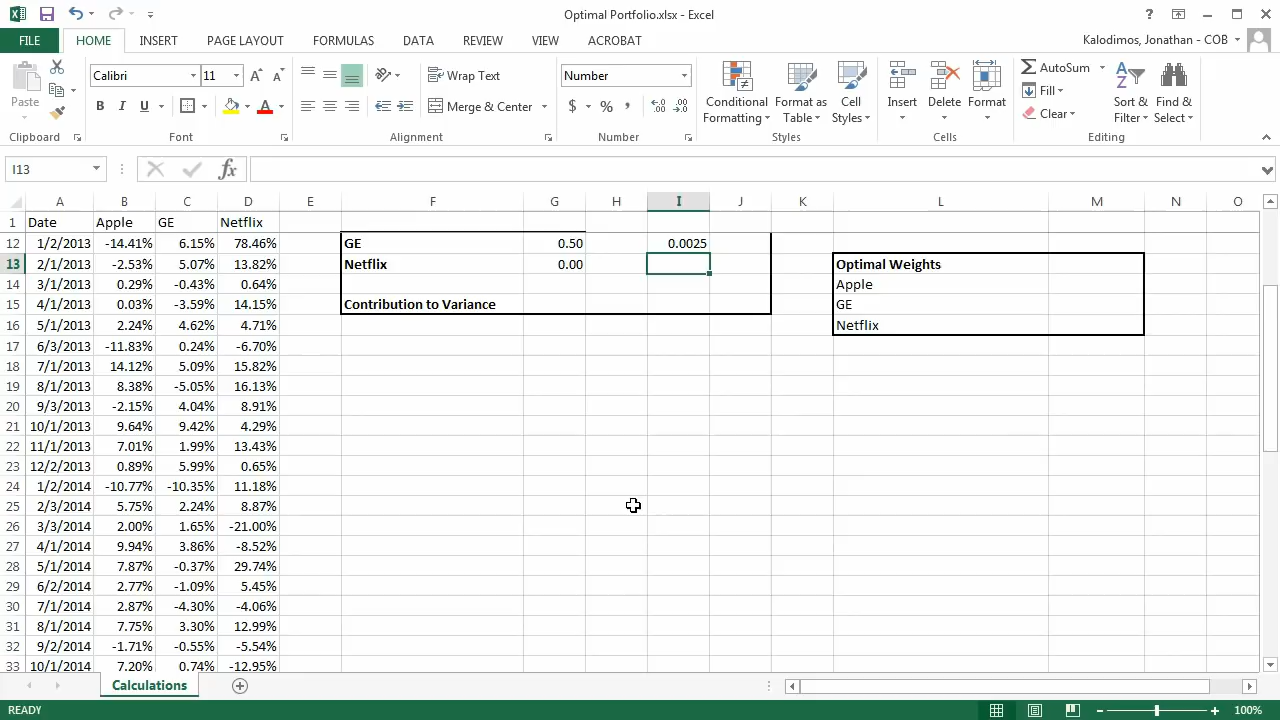 Optimal Portfolio.xlsx - Excel
FILE HOME INSERT PAGE LAYOUT FORMULAS DATA REVIEW VIEW ACROBAT Kalodimos, Jonathan - COB
Paste
Calibri 11
B I U
Wrap Text
Merge & Center
Number
$ % ,
Conditional Formatting
Format as Table
Cell Styles
Insert
Delete
Format
AutoSum
Fill
Clear
Sort & Filter
Find & Select
Clipboard Font Alignment Number Styles Cells Editing
I13 fx
A B C D E F G H I J K L M N O
1 Date Apple GE Netflix
12 1/2/2013 -14.41% 6.15% 78.46% GE 0.50 0.0025
13 2/1/2013 -2.53% 5.07% 13.82% Netflix 0.00 Optimal Weights
14 3/1/2013 0.29% -0.43% 0.64% Apple
15 4/1/2013 0.03% -3.59% 14.15% Contribution to Variance GE
16 5/1/2013 2.24% 4.62% 4.71% Netflix
17 6/3/2013 -11.83% 0.24% -6.70%
18 7/1/2013 14.12% 5.09% 15.82%
19 8/1/2013 8.38% -5.05% 16.13%
20 9/3/2013 -2.15% 4.04% 8.91%
21 10/1/2013 9.64% 9.42% 4.29%
22 11/1/2013 7.01% 1.99% 13.43%
23 12/2/2013 0.89% 5.99% 0.65%
24 1/2/2014 -10.77% -10.35% 11.18%
25 2/3/2014 5.75% 2.24% 8.87%
26 3/3/2014 2.00% 1.65% -21.00%
27 4/1/2014 9.94% 3.86% -8.52%
28 5/1/2014 7.87% -0.37% 29.74%
29 6/2/2014 2.77% -1.09% 5.45%
30 7/1/2014 2.87% -4.30% -4.06%
31 8/1/2014 7.75% 3.30% 12.99%
32 9/2/2014 -1.71% -0.55% -5.54%
33 10/1/2014 7.20% 0.74% -12.95%
Calculations
READY 100%